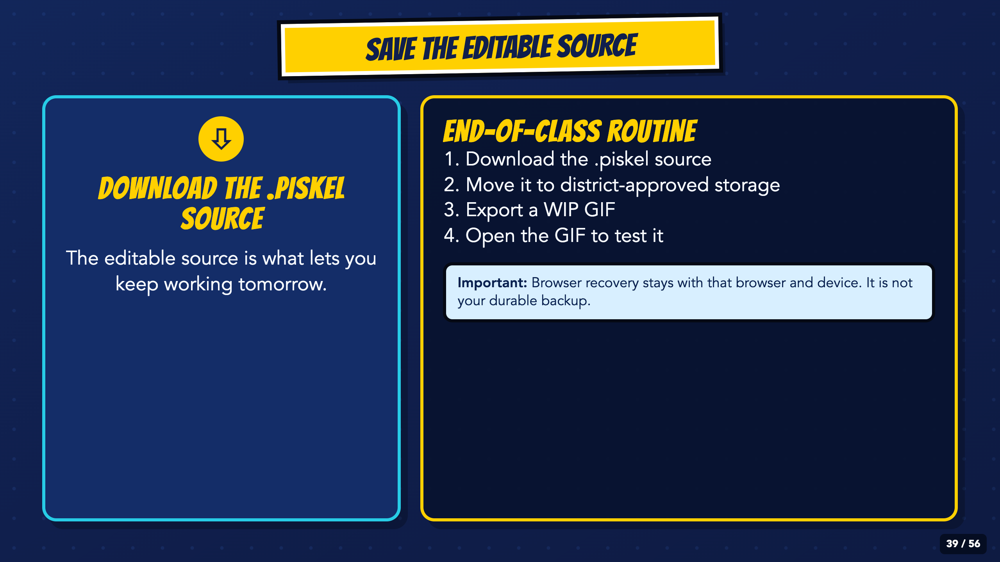 SAVE THE EDITABLE SOURCE
DOWNLOAD THE .PISKEL
SOURCE
The editable source is what lets you
keep working tomorrow.
END-OF-CLASS ROUTINE
1. Download the .piskel source
2. Move it to district-approved storage
3. Export a WIP GIF
4. Open the GIF to test it
Important: Browser recovery stays with that browser and device. It is not
your durable backup.
39 / 56